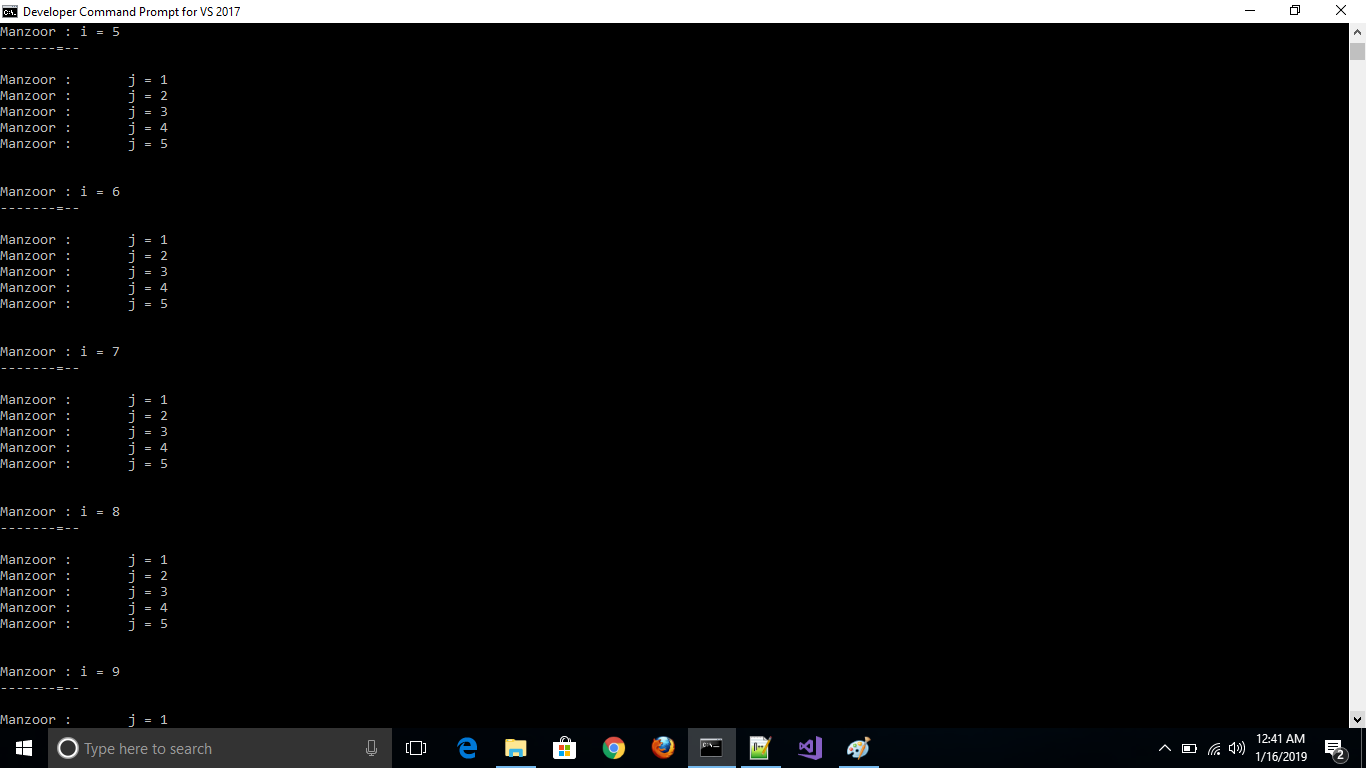 Developer Command Prompt for VS 2017
Manzoor : i = 5
-------=--
Manzoor :       j = 1
Manzoor :       j = 2
Manzoor :       j = 3
Manzoor :       j = 4
Manzoor :       j = 5
Manzoor : i = 6
-------=--
Manzoor :       j = 1
Manzoor :       j = 2
Manzoor :       j = 3
Manzoor :       j = 4
Manzoor :       j = 5
Manzoor : i = 7
-------=--
Manzoor :       j = 1
Manzoor :       j = 2
Manzoor :       j = 3
Manzoor :       j = 4
Manzoor :       j = 5
Manzoor : i = 8
-------=--
Manzoor :       j = 1
Manzoor :       j = 2
Manzoor :       j = 3
Manzoor :       j = 4
Manzoor :       j = 5
Manzoor : i = 9
-------=--
Manzoor :       j = 1
Type here to search
12:41 AM
1/16/2019
2